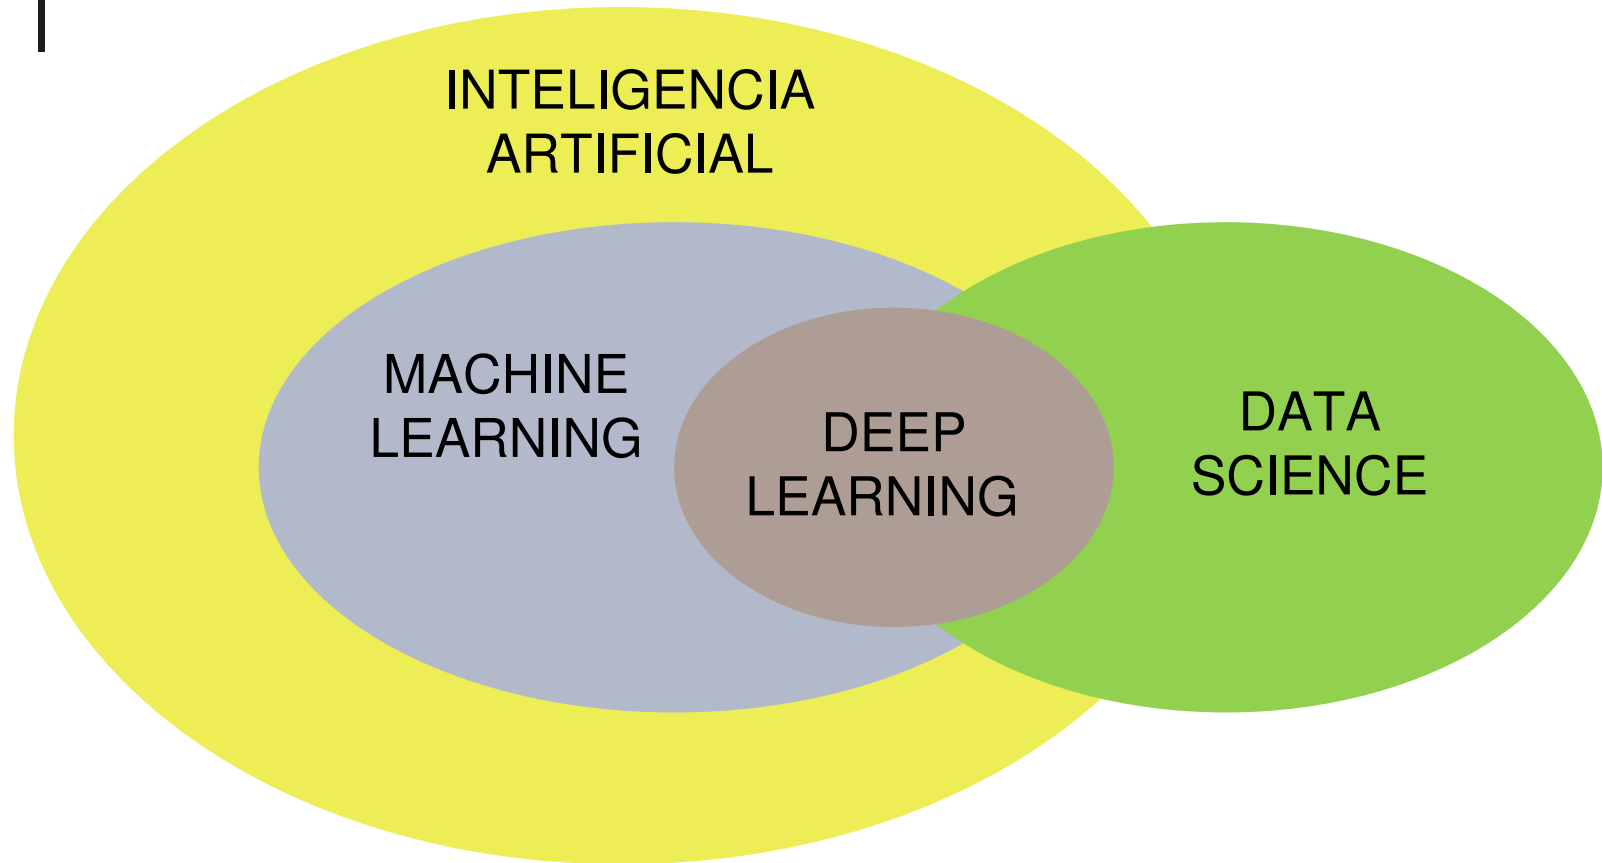 INTELIGENCIA
ARTIFICIAL
MACHINE
LEARNING
DEEP
LEARNING
DATA
SCIENCE